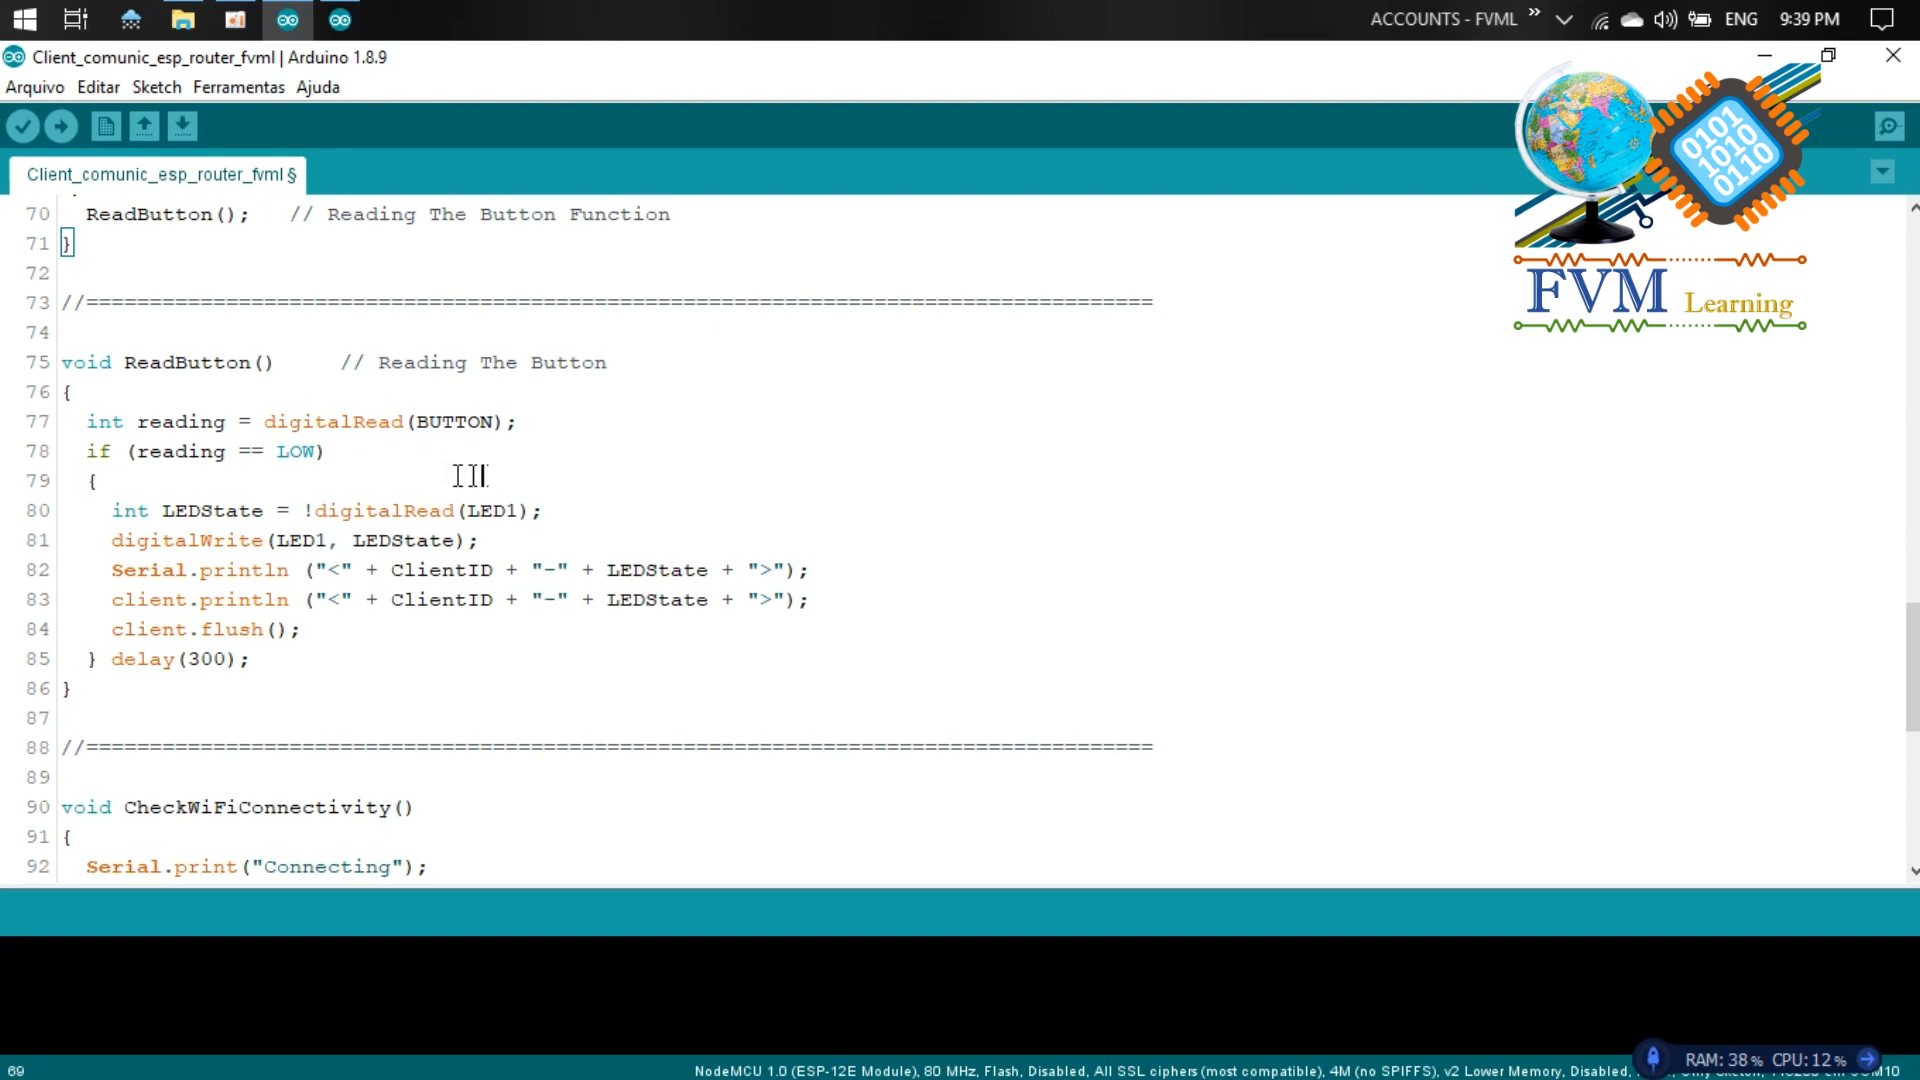 ACCOUNTS - FVML
ENG
9:39 PM
Client_comunic_esp_router_fvml | Arduino 1.8.9
Arquivo Editar Sketch Ferramentas Ajuda
Client_comunic_esp_router_fvml §
0101
1010
0110
FVM Learning
70 ReadButton(); // Reading The Button Function
71 }
72
73 //====================================================================================
74
75 void ReadButton() // Reading The Button
76 {
77 int reading = digitalRead(BUTTON);
78 if (reading == LOW)
79 {
80 int LEDState = !digitalRead(LED1);
81 digitalWrite(LED1, LEDState);
82 Serial.println ("<" + ClientID + "-" + LEDState + ">");
83 client.println ("<" + ClientID + "-" + LEDState + ">");
84 client.flush();
85 } delay(300);
86 }
87
88 //====================================================================================
89
90 void CheckWiFiConnectivity()
91 {
92 Serial.print("Connecting");
69
NodeMCU 1.0 (ESP-12E Module), 80 MHz, Flash, Disabled, All SSL ciphers (most compatible), 4M (no SPIFFS), v2 Lower Memory, Disabled,
RAM: 38% CPU: 12%